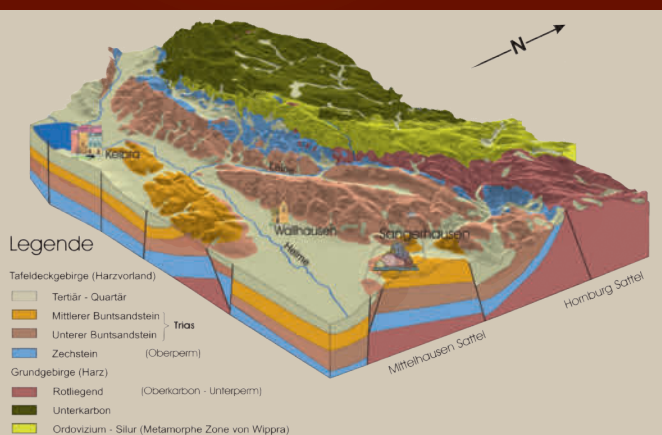 N
Kelbra
Leine
Wallhausen
Helme
Sangerhausen
Hornburg Sattel
Mittelhausen Sattel
Legende
Tafeldeckgebirge (Harzvorland)
Tertiär - Quartär
Mittlerer Buntsandstein
Unterer Buntsandstein
Trias
Zechstein (Oberperm)
Grundgebirge (Harz)
Rotliegend (Oberkarbon - Unterperm)
Unterkarbon
Ordovizium - Silur (Metamorphe Zone von Wippra)